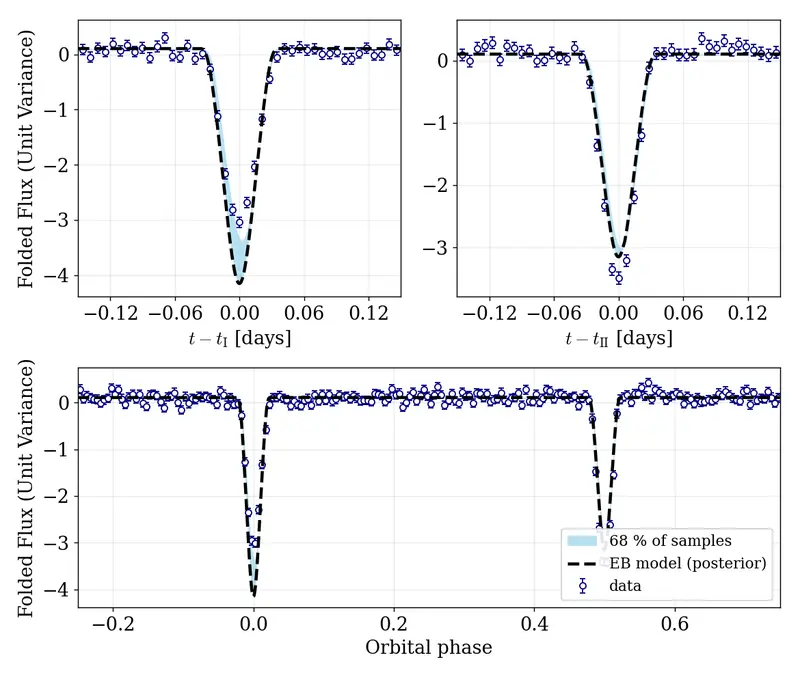 Folded Flux (Unit Variance)
0
−1
−2
−3
−4
−0.12 −0.06 0.00 0.06 0.12
t − t_I [days]
0
−1
−2
−3
−0.12 −0.06 0.00 0.06 0.12
t − t_II [days]
Folded Flux (Unit Variance)
0
−1
−2
−3
−4
68 % of samples
EB model (posterior)
data
−0.2 0.0 0.2 0.4 0.6
Orbital phase